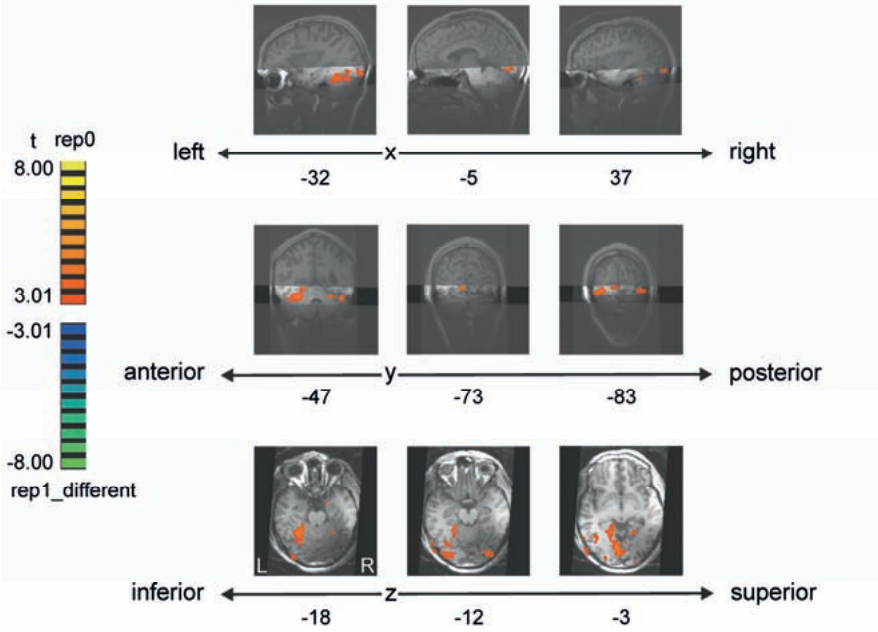 t rep0
8.00
3.01
-3.01
-8.00
rep1_different
left x right
-32 -5 37
anterior y posterior
-47 -73 -83
L R
inferior z superior
-18 -12 -3